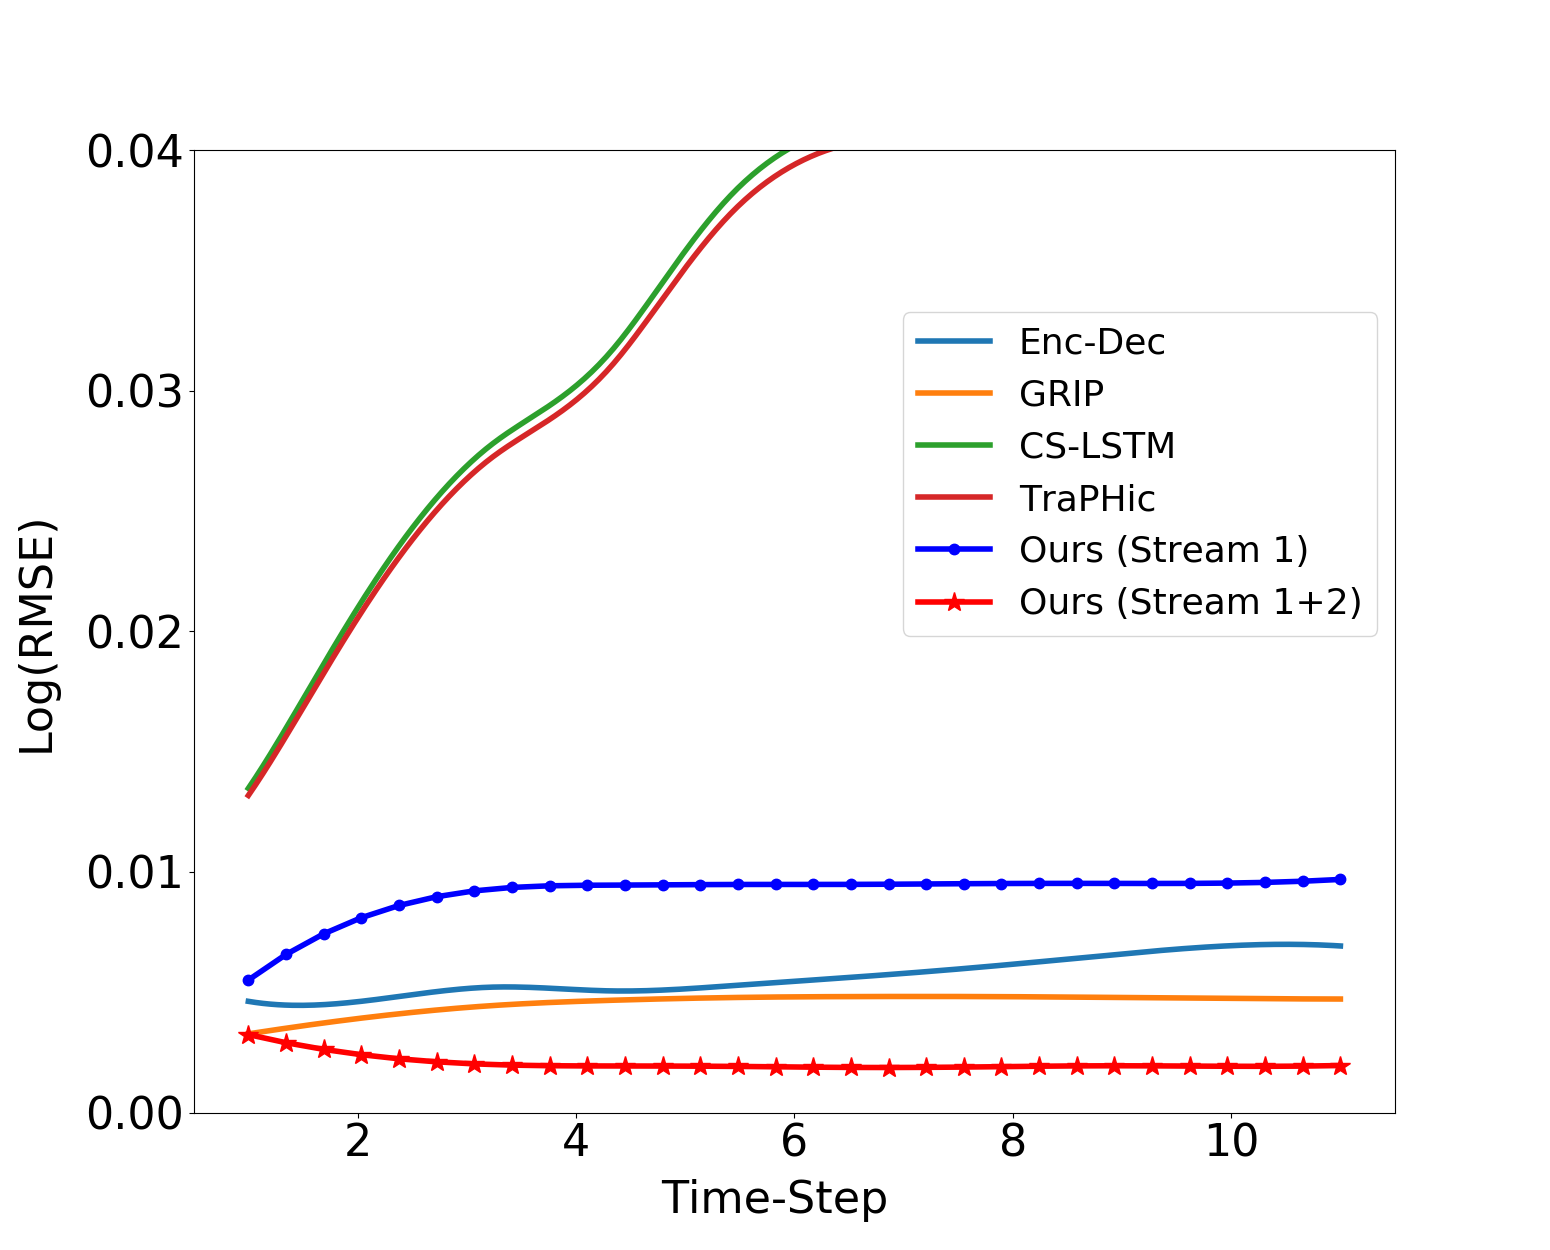 0.04
0.03
0.02
0.01
0.00
Log(RMSE)
Enc-Dec
GRIP
CS-LSTM
TraPHic
Ours (Stream 1)
Ours (Stream 1+2)
2 4 6 8 10
Time-Step